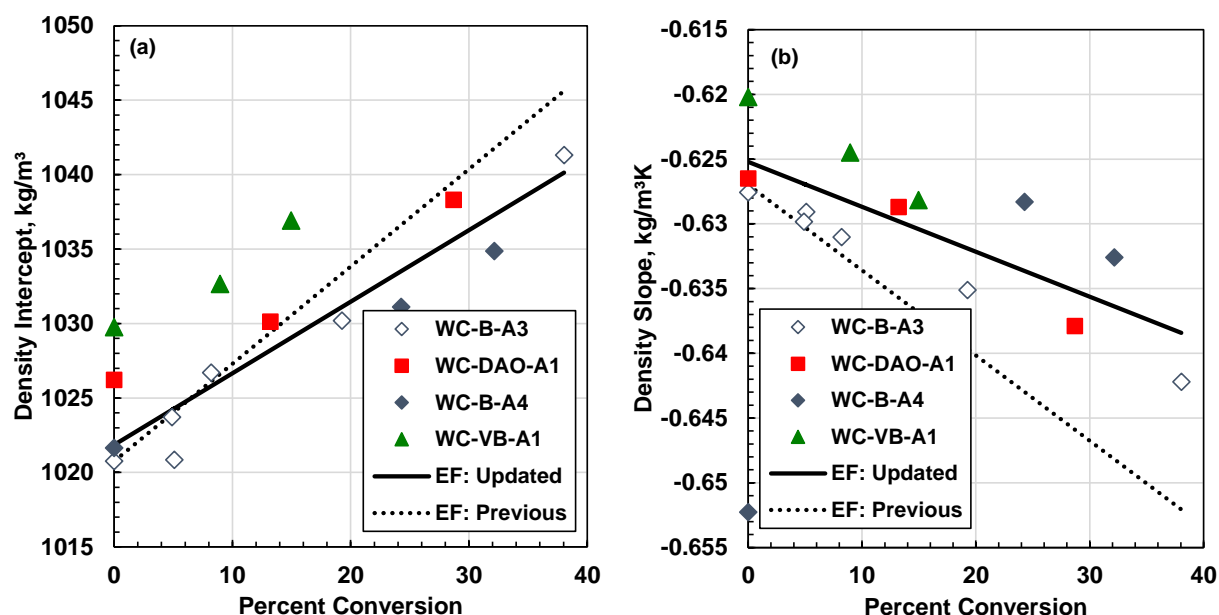 (a)
Density Intercept, kg/m³
1050
1045
1040
1035
1030
1025
1020
1015
0
10
20
30
40
Percent Conversion
WC-B-A3
WC-DAO-A1
WC-B-A4
WC-VB-A1
EF: Updated
EF: Previous
(b)
Density Slope, kg/m³K
-0.615
-0.62
-0.625
-0.63
-0.635
-0.64
-0.645
-0.65
-0.655
0
10
20
30
40
Percent Conversion
WC-B-A3
WC-DAO-A1
WC-B-A4
WC-VB-A1
EF: Updated
EF: Previous